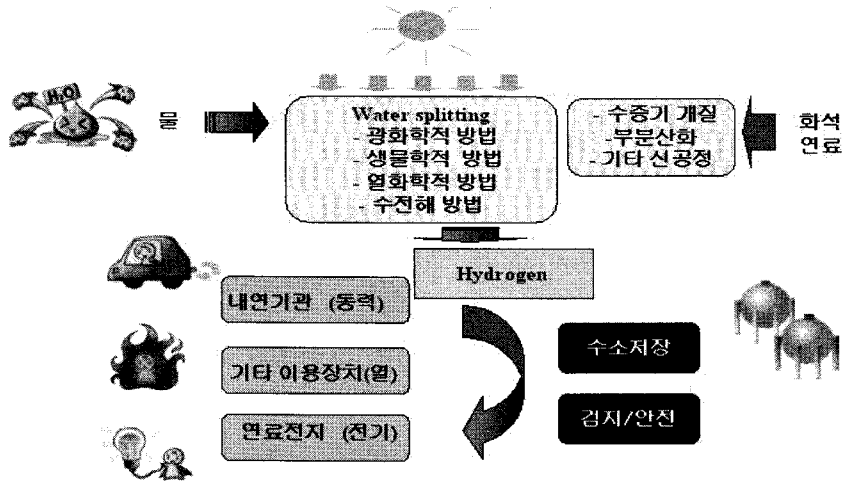 H₂O
물
Water splitting
- 광화학적 방법
- 생물학적 방법
- 열화학적 방법
- 수전해 방법
- 수증기 개질
-부분산화
-기타 신공정
화석
연료
Hydrogen
내연기관 (동력)
기타 이용장치(열)
연료전지 (전기)
수소저장
검지/안전